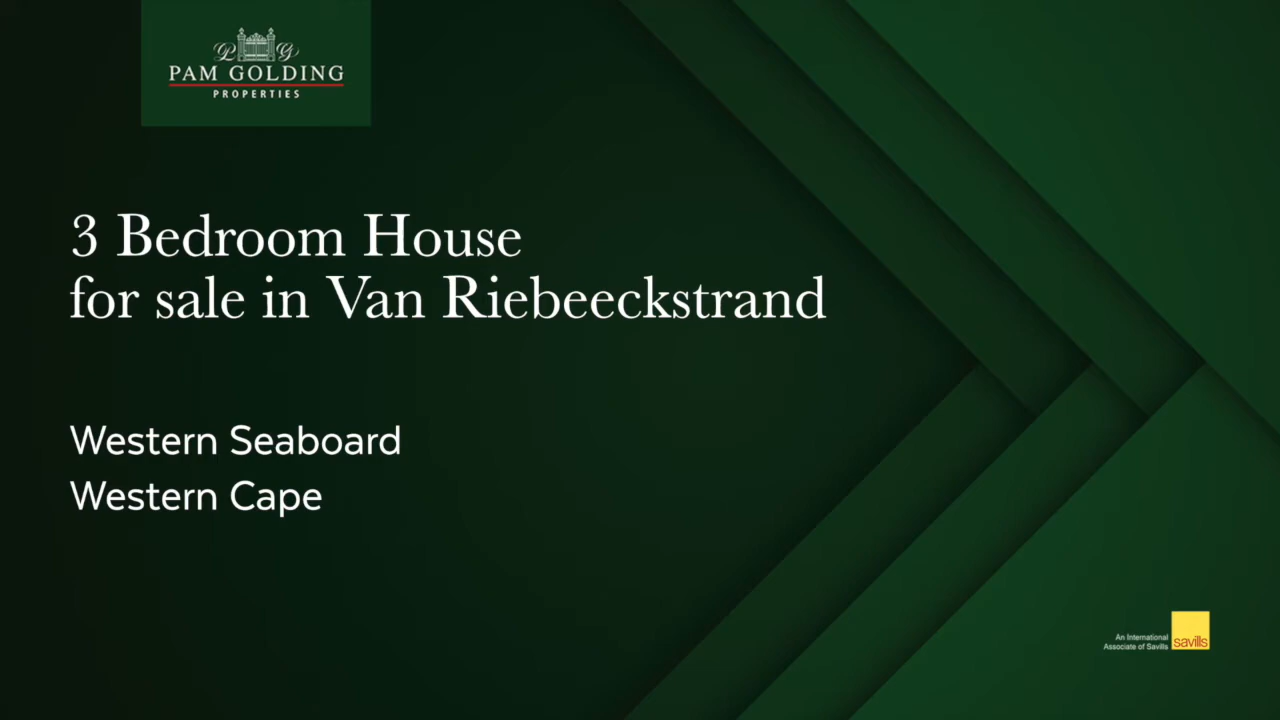 P G
PAM GOLDING
PROPERTIES
3 Bedroom House
for sale in Van Riebeeckstrand
Western Seaboard
Western Cape
An International
Associate of Savills
savills